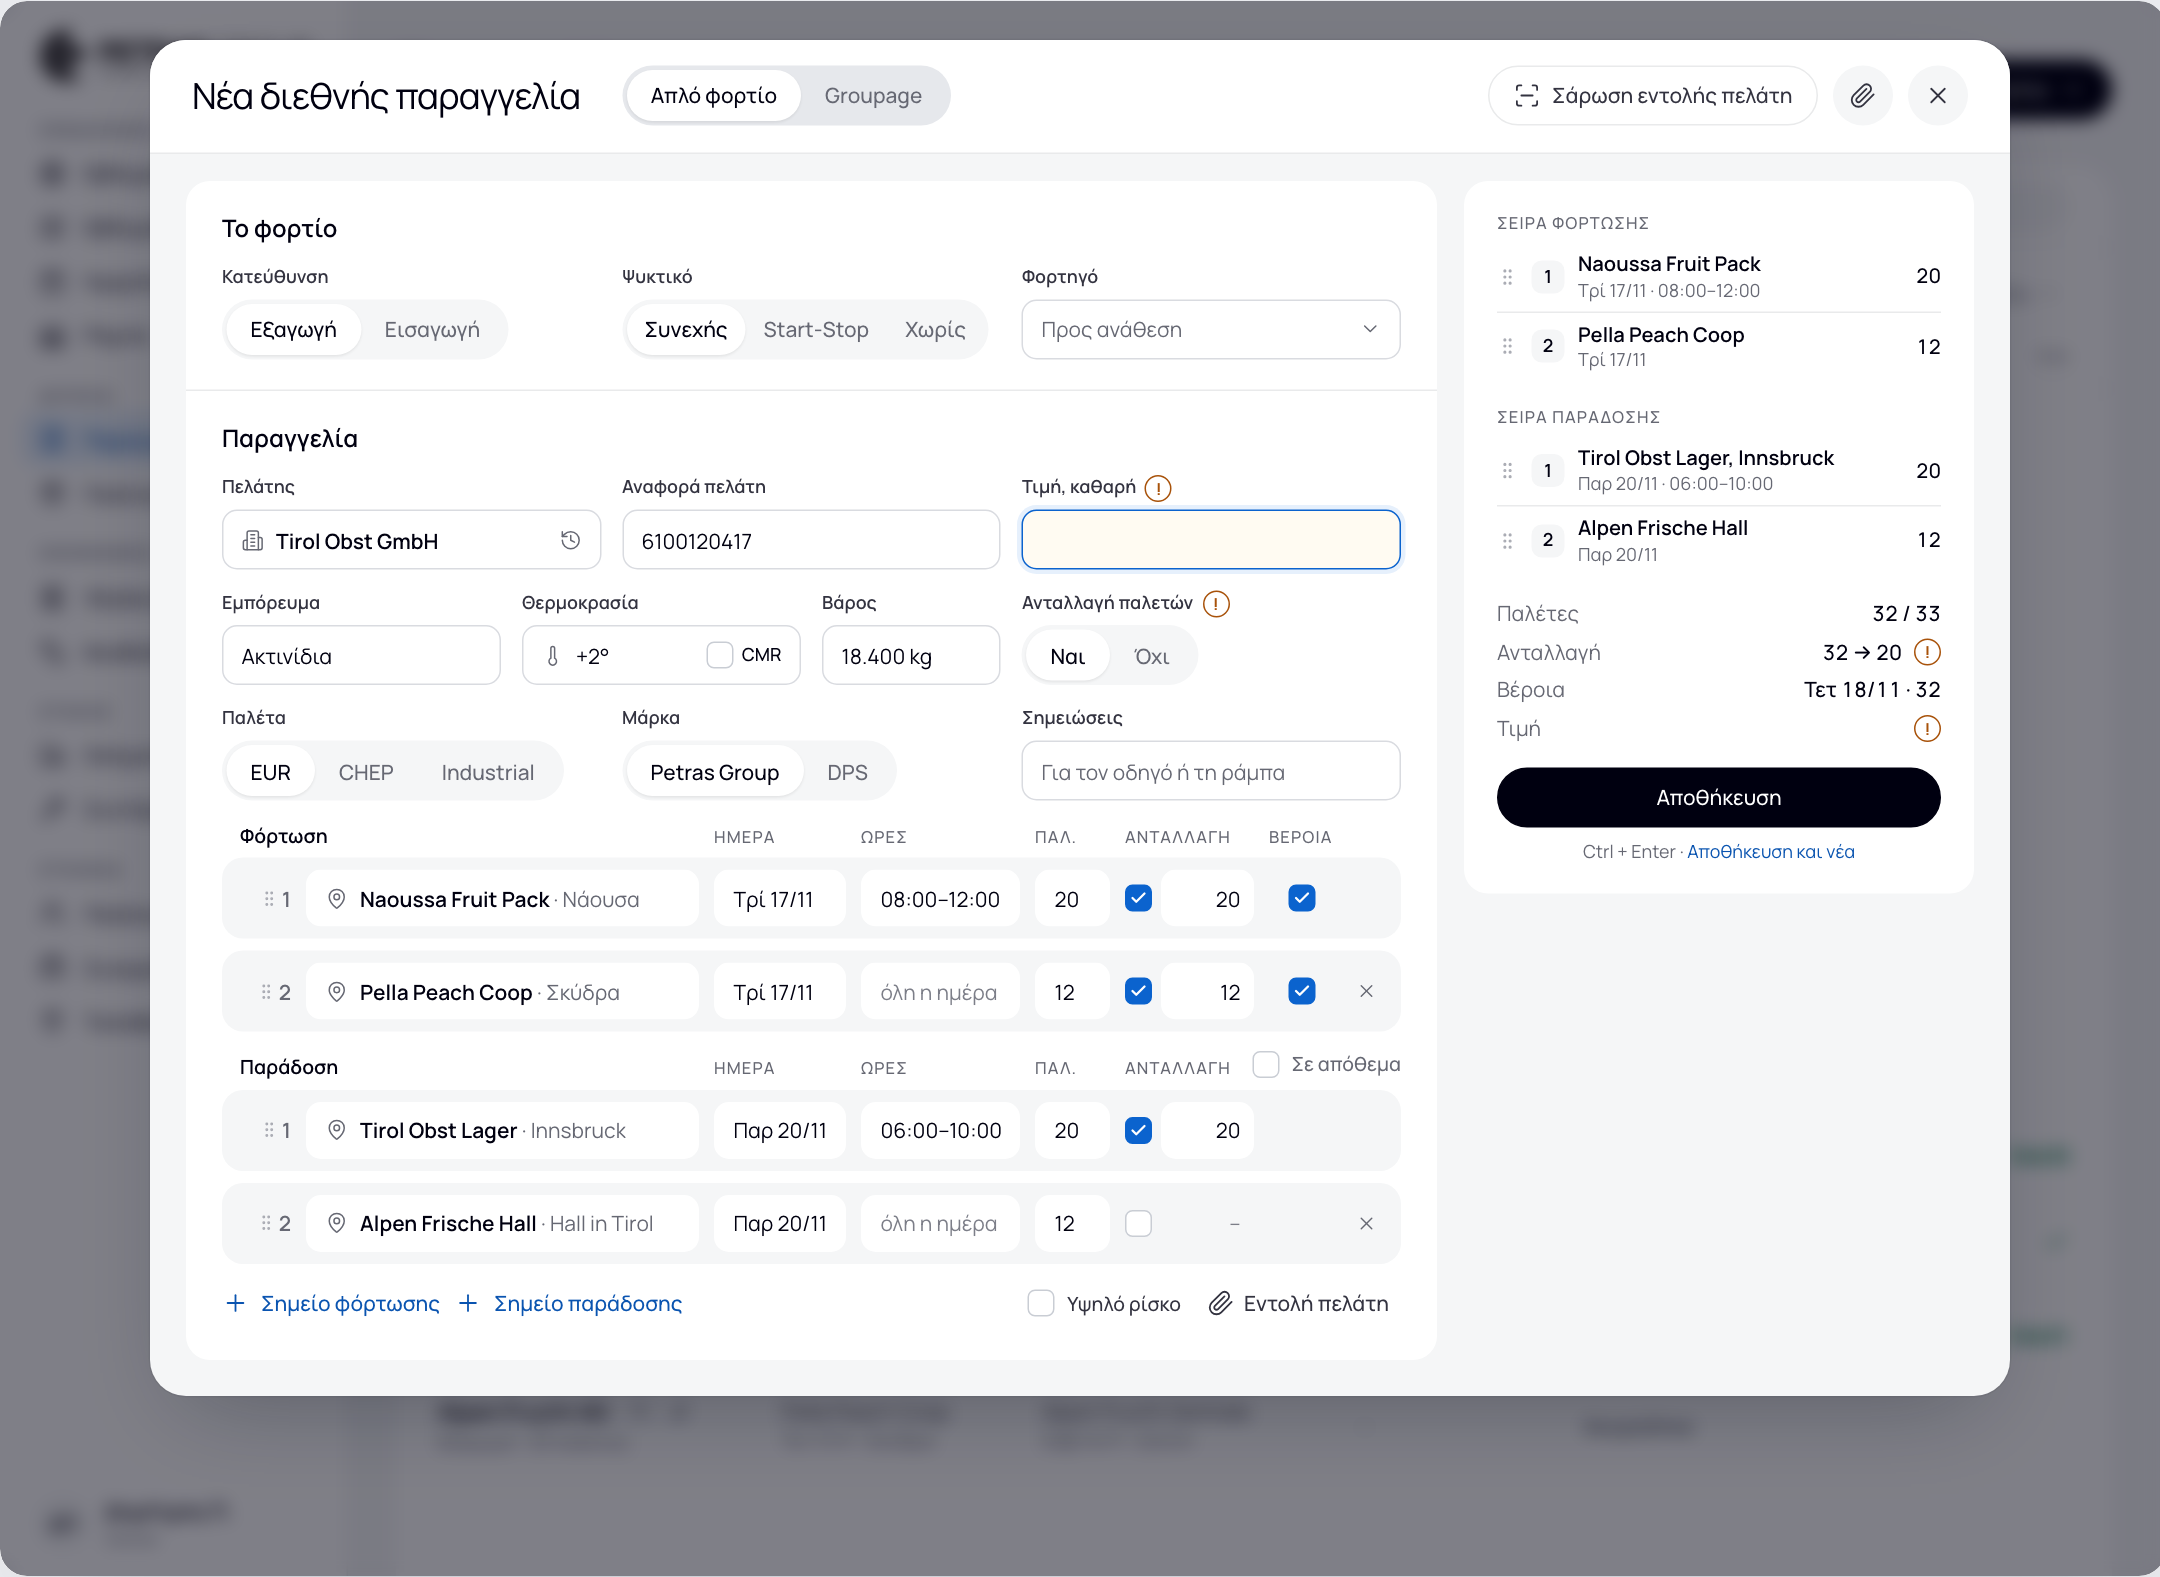 Νέα διεθνής παραγγελία
Απλό φορτίο Groupage
Σάρωση εντολής πελάτη
Το φορτίο
Κατεύθυνση Ψυκτικό Φορτηγό
Εξαγωγή Εισαγωγή Συνεχής Start-Stop Χωρίς Προς ανάθεση
Παραγγελία
Πελάτης Αναφορά πελάτη Τιμή, καθαρή
Tirol Obst GmbH 6100120417
Εμπόρευμα Θερμοκρασία Βάρος Ανταλλαγή παλετών
Ακτινίδια +2° CMR 18.400 kg Ναι Όχι
Παλέτα Μάρκα Σημειώσεις
EUR CHEP Industrial Petras Group DPS Για τον οδηγό ή τη ράμπα
Φόρτωση ΗΜΕΡΑ ΩΡΕΣ ΠΑΛ. ΑΝΤΑΛΛΑΓΗ ΒΕΡΟΙΑ
1 Naoussa Fruit Pack · Νάουσα Τρί 17/11 08:00–12:00 20 20
2 Pella Peach Coop · Σκύδρα Τρί 17/11 όλη η ημέρα 12 12
Παράδοση ΗΜΕΡΑ ΩΡΕΣ ΠΑΛ. ΑΝΤΑΛΛΑΓΗ Σε απόθεμα
1 Tirol Obst Lager · Innsbruck Παρ 20/11 06:00–10:00 20 20
2 Alpen Frische Hall · Hall in Tirol Παρ 20/11 όλη η ημέρα 12 –
+ Σημείο φόρτωσης + Σημείο παράδοσης Υψηλό ρίσκο Εντολή πελάτη
ΣΕΙΡΑ ΦΟΡΤΩΣΗΣ
1 Naoussa Fruit Pack 20
Τρί 17/11 · 08:00–12:00
2 Pella Peach Coop 12
Τρί 17/11
ΣΕΙΡΑ ΠΑΡΑΔΟΣΗΣ
1 Tirol Obst Lager, Innsbruck 20
Παρ 20/11 · 06:00–10:00
2 Alpen Frische Hall 12
Παρ 20/11
Παλέτες 32 / 33
Ανταλλαγή 32 → 20
Βέροια Τετ 18/11 · 32
Τιμή
Αποθήκευση
Ctrl + Enter · Αποθήκευση και νέα